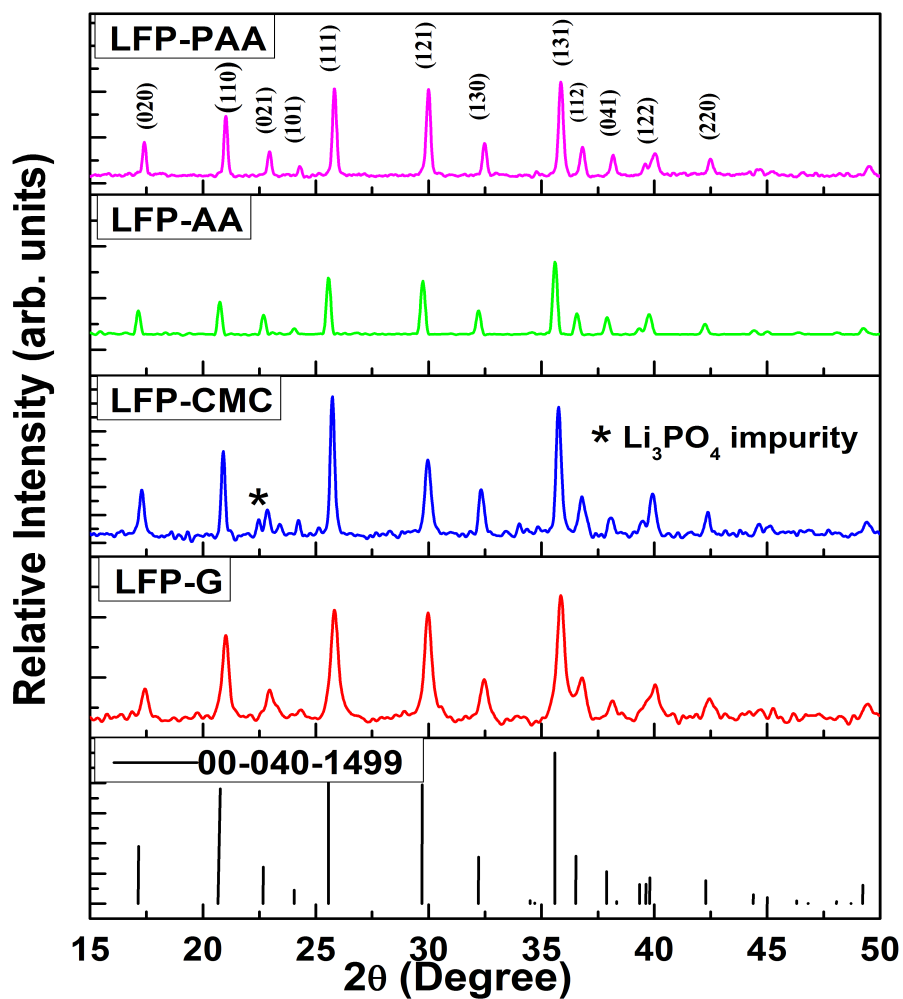 LFP-PAA
(020)
(110)
(021)
(101)
(111)
(121)
(130)
(131)
(112)
(041)
(122)
(220)
LFP-AA
LFP-CMC
* Li₃PO₄ impurity
*
LFP-G
00-040-1499
15 20 25 30 35 40 45 50
2θ (Degree)
Relative Intensity (arb. units)